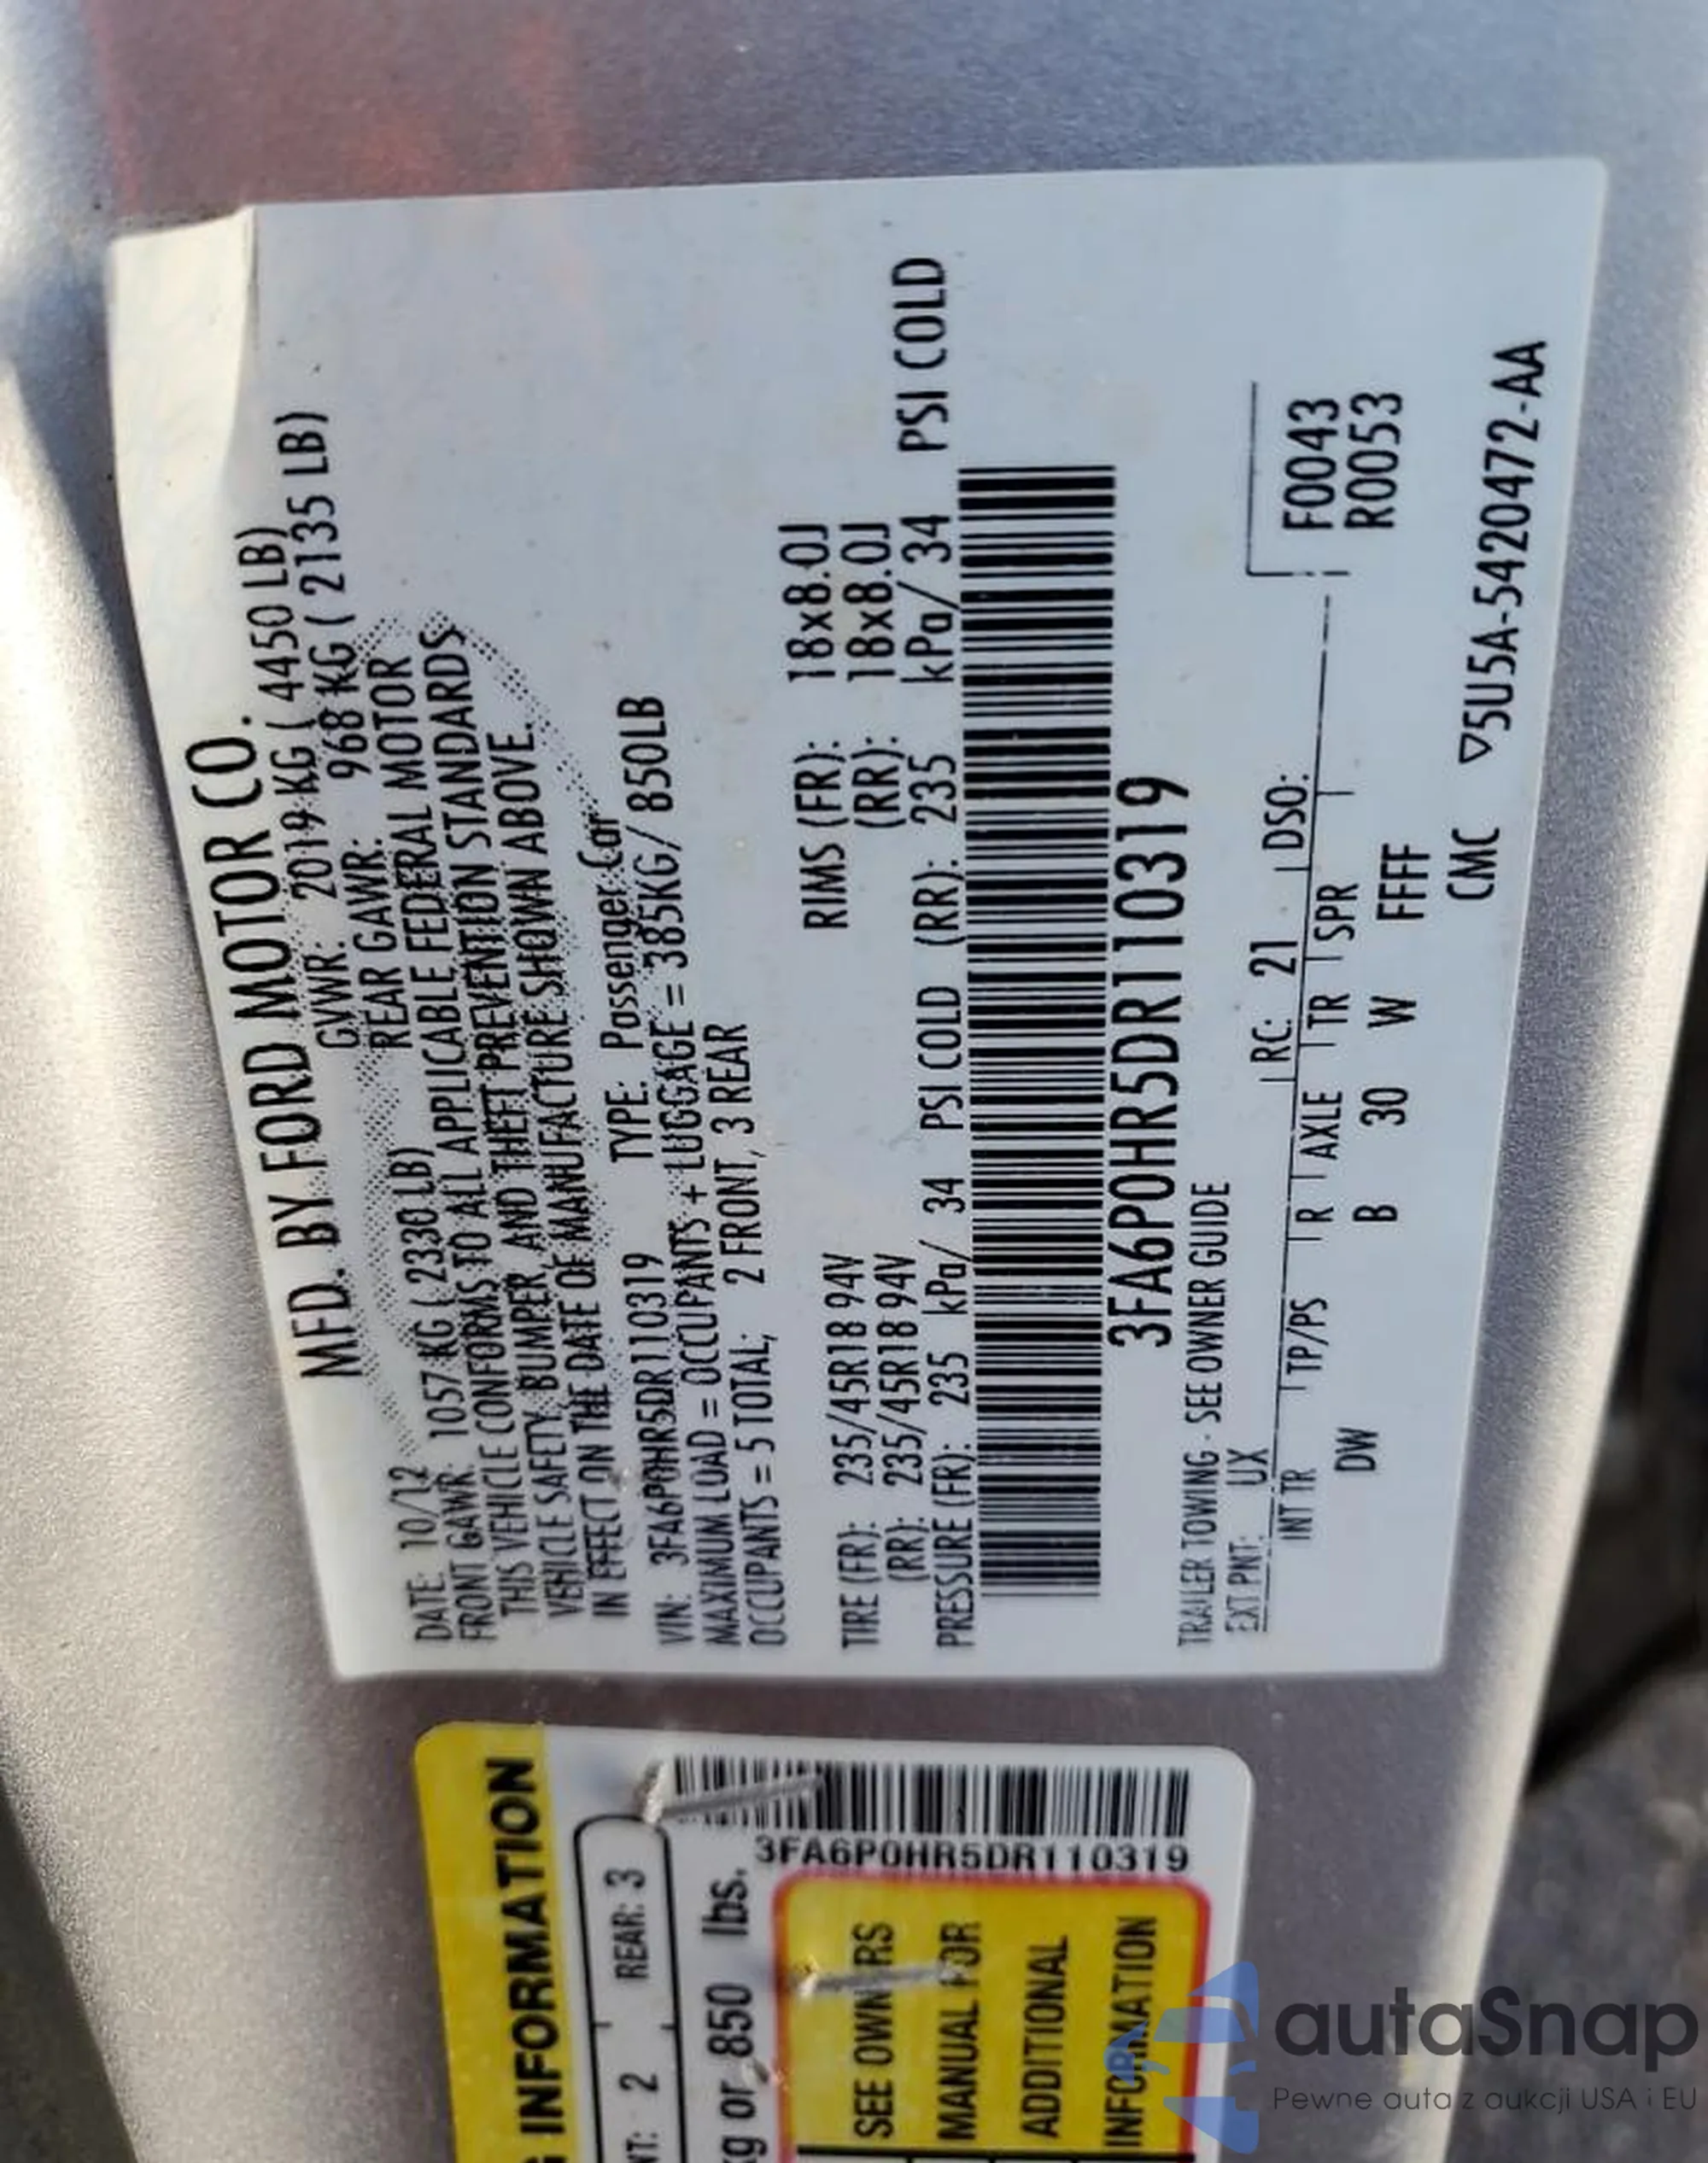 MFD. BY FORD MOTOR CO.
DATE: 10/12 GVWR: 2019 KG ( 4450 LB)
FRONT GAWR: 1057 KG ( 2330 LB) REAR GAWR: 968 KG ( 2135 LB)
THIS VEHICLE CONFORMS TO ALL APPLICABLE FEDERAL MOTOR
VEHICLE SAFETY, BUMPER, AND THEFT PREVENTION STANDARDS
IN EFFECT ON THE DATE OF MANUFACTURE SHOWN ABOVE.
VIN: 3FA6P0HR5DR110319 TYPE: Passenger Car
MAXIMUM LOAD = OCCUPANTS + LUGGAGE = 385KG/ 850LB
OCCUPANTS = 5 TOTAL; 2 FRONT, 3 REAR
TIRE (FR): 235/45R18 94V RIMS (FR): 18x8.0J
(RR): 235/45R18 94V (RR): 18x8.0J
PRESSURE (FR): 235 kPa/ 34 PSI COLD (RR): 235 kPa/ 34 PSI COLD
3FA6P0HR5DR110319
TRAILER TOWING - SEE OWNER GUIDE
EXT PNT: UX RC: 21 DSO:
INT TR TP/PS R AXLE TR SPR F0043
DW B 30 W FFFF R0053
CMC ▽5U5A-5420472-AA
INFORMATION
2 REAR: 3
kg or 850 lbs.
3FA6P0HR5DR110319
SEE OWNERS
MANUAL FOR
ADDITIONAL
INFORMATION
autaSnap
Pewne auta z aukcji USA i EU